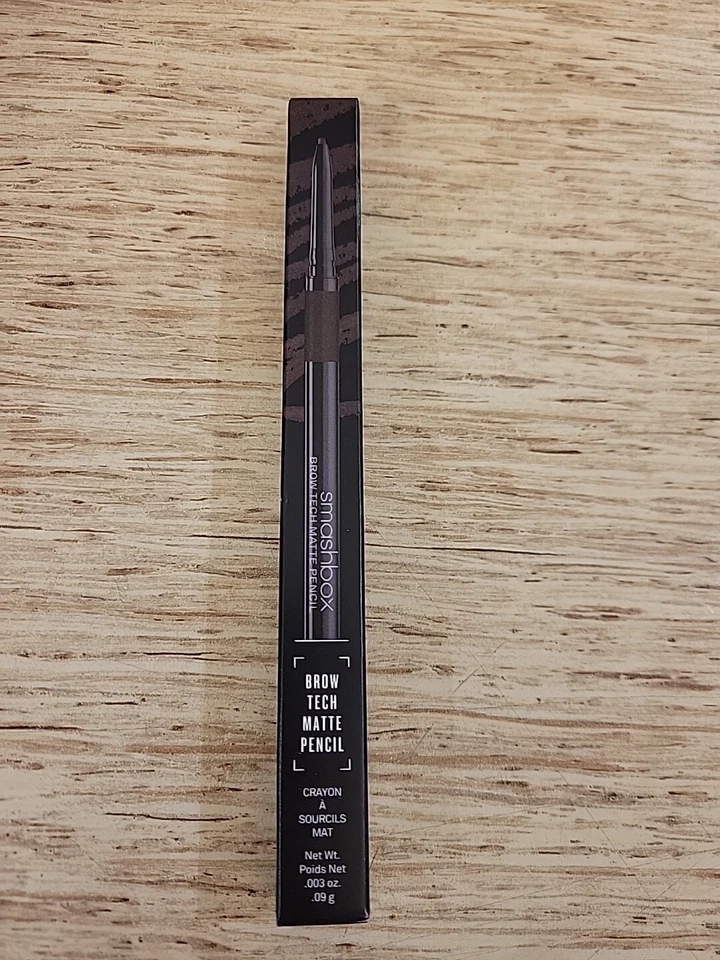 smashbox
BROW TECH MATTE PENCIL
BROW
TECH
MATTE
PENCIL
CRAYON
À
SOURCILS
MAT
Net Wt.
Poids Net
.003 oz.
.09 g